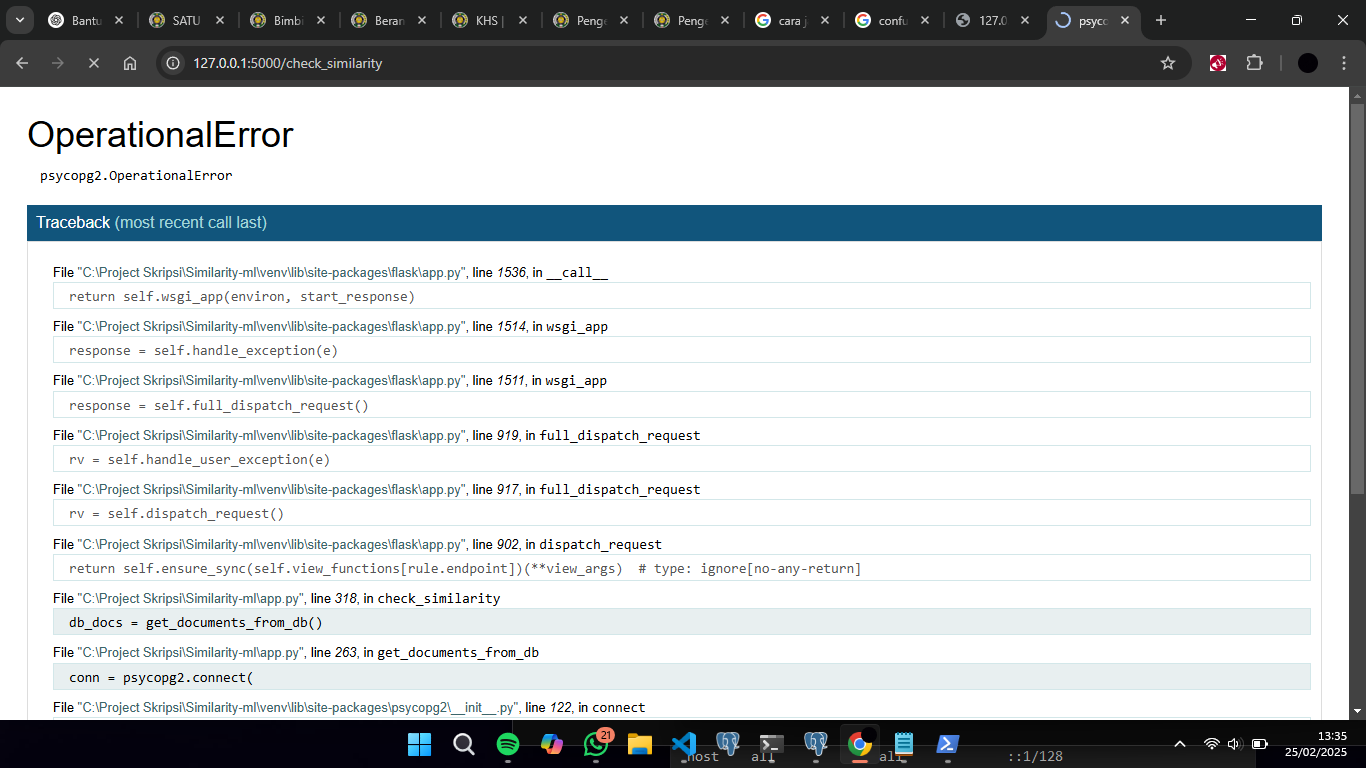 Bantu
SATU
Bimbi
Beran
KHS |
Penge
Penge
cara j
confu
127.0
psyco
127.0.0.1:5000/check_similarity
OperationalError
psycopg2.OperationalError
Traceback (most recent call last)
File "C:\Project Skripsi\Similarity-ml\venv\lib\site-packages\flask\app.py", line 1536, in __call__
return self.wsgi_app(environ, start_response)
File "C:\Project Skripsi\Similarity-ml\venv\lib\site-packages\flask\app.py", line 1514, in wsgi_app
response = self.handle_exception(e)
File "C:\Project Skripsi\Similarity-ml\venv\lib\site-packages\flask\app.py", line 1511, in wsgi_app
response = self.full_dispatch_request()
File "C:\Project Skripsi\Similarity-ml\venv\lib\site-packages\flask\app.py", line 919, in full_dispatch_request
rv = self.handle_user_exception(e)
File "C:\Project Skripsi\Similarity-ml\venv\lib\site-packages\flask\app.py", line 917, in full_dispatch_request
rv = self.dispatch_request()
File "C:\Project Skripsi\Similarity-ml\venv\lib\site-packages\flask\app.py", line 902, in dispatch_request
return self.ensure_sync(self.view_functions[rule.endpoint])(**view_args)  # type: ignore[no-any-return]
File "C:\Project Skripsi\Similarity-ml\app.py", line 318, in check_similarity
db_docs = get_documents_from_db()
File "C:\Project Skripsi\Similarity-ml\app.py", line 263, in get_documents_from_db
conn = psycopg2.connect(
File "C:\Project Skripsi\Similarity-ml\venv\lib\site-packages\psycopg2\__init__.py", line 122, in connect
21
host all all ::1/128
13:35
25/02/2025